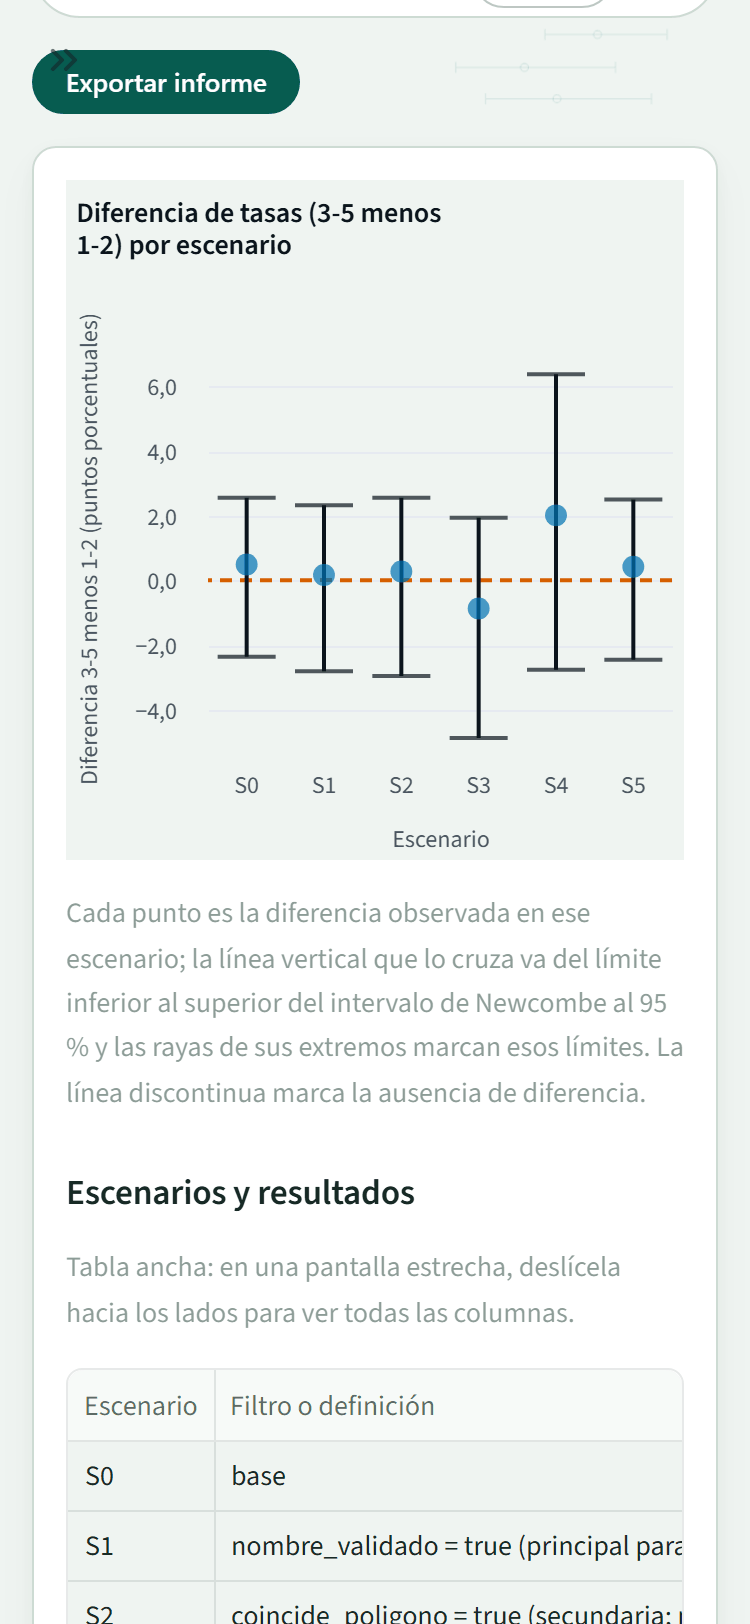 Exportar informe
Diferencia de tasas (3-5 menos
1-2) por escenario
Diferencia 3-5 menos 1-2 (puntos porcentuales)
6,0
4,0
2,0
0,0
−2,0
−4,0
S0 S1 S2 S3 S4 S5
Escenario
Cada punto es la diferencia observada en ese
escenario; la línea vertical que lo cruza va del límite
inferior al superior del intervalo de Newcombe al 95
% y las rayas de sus extremos marcan esos límites. La
línea discontinua marca la ausencia de diferencia.
Escenarios y resultados
Tabla ancha: en una pantalla estrecha, deslícela
hacia los lados para ver todas las columnas.
Escenario Filtro o definición
S0 base
S1 nombre_validado = true (principal para
S2 coincide_poligono = true (secundaria;